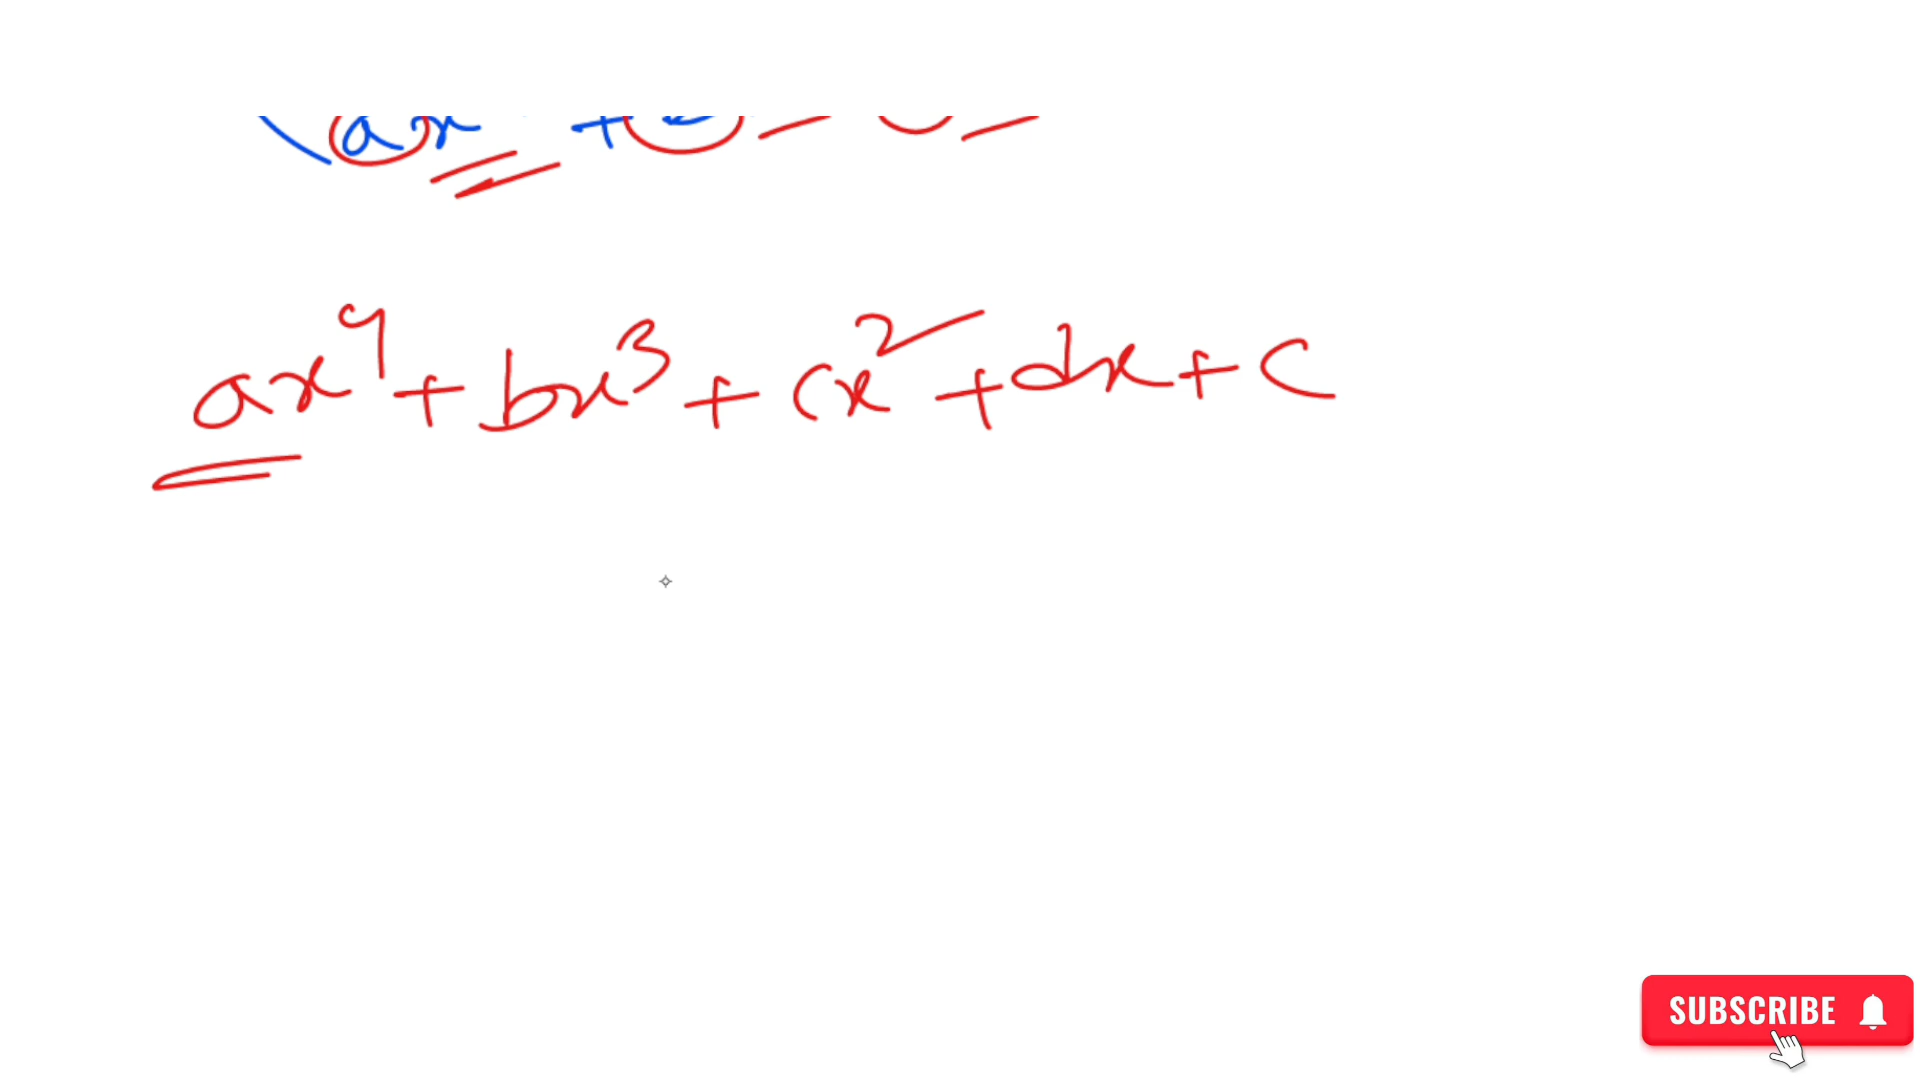 ax⁴ + bx³ + cx² + dx + c
SUBSCRIBE